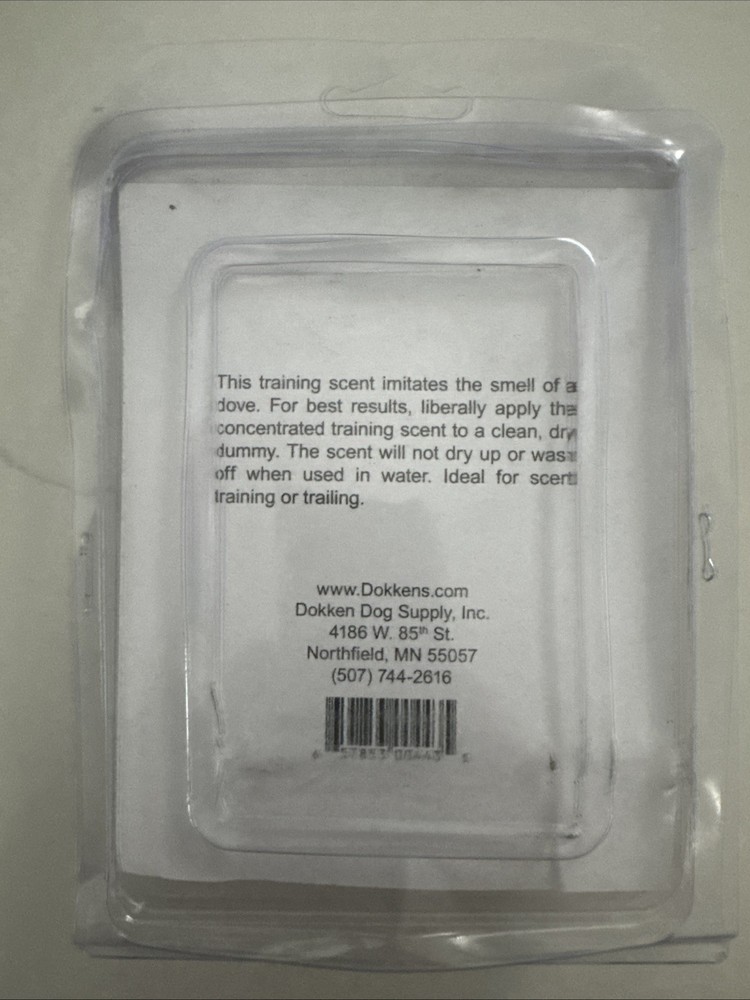 This training scent imitates the smell of a
dove. For best results, liberally apply the
concentrated training scent to a clean, dry
dummy. The scent will not dry up or wash
off when used in water. Ideal for scent
training or trailing.
www.Dokkens.com
Dokken Dog Supply, Inc.
4186 W. 85th St.
Northfield, MN 55057
(507) 744-2616